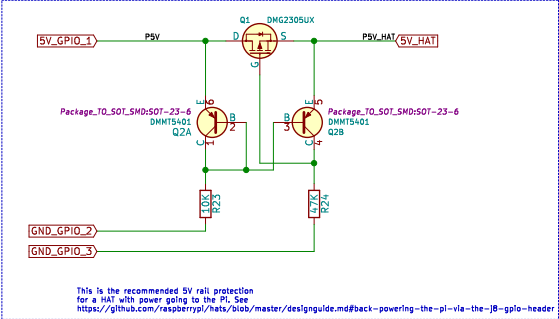 Q1
DMG2305UX
5V_GPIO_1
P5V
D
S
P5V_HAT
5V_HAT
G
E
6
E
5
Package_TO_SOT_SMD:SOT-23-6
Package_TO_SOT_SMD:SOT-23-6
DMMT5401
B
2
B
3
DMMT5401
Q2A
Q2B
C
1
C
4
10K
R23
47K
R24
GND_GPIO_2
GND_GPIO_3
This is the recommended 5V rail protection
for a HAT with power going to the Pi. See
https://github.com/raspberrypi/hats/blob/master/designguide.md#back-powering-the-pi-via-the-j8-gpio-header